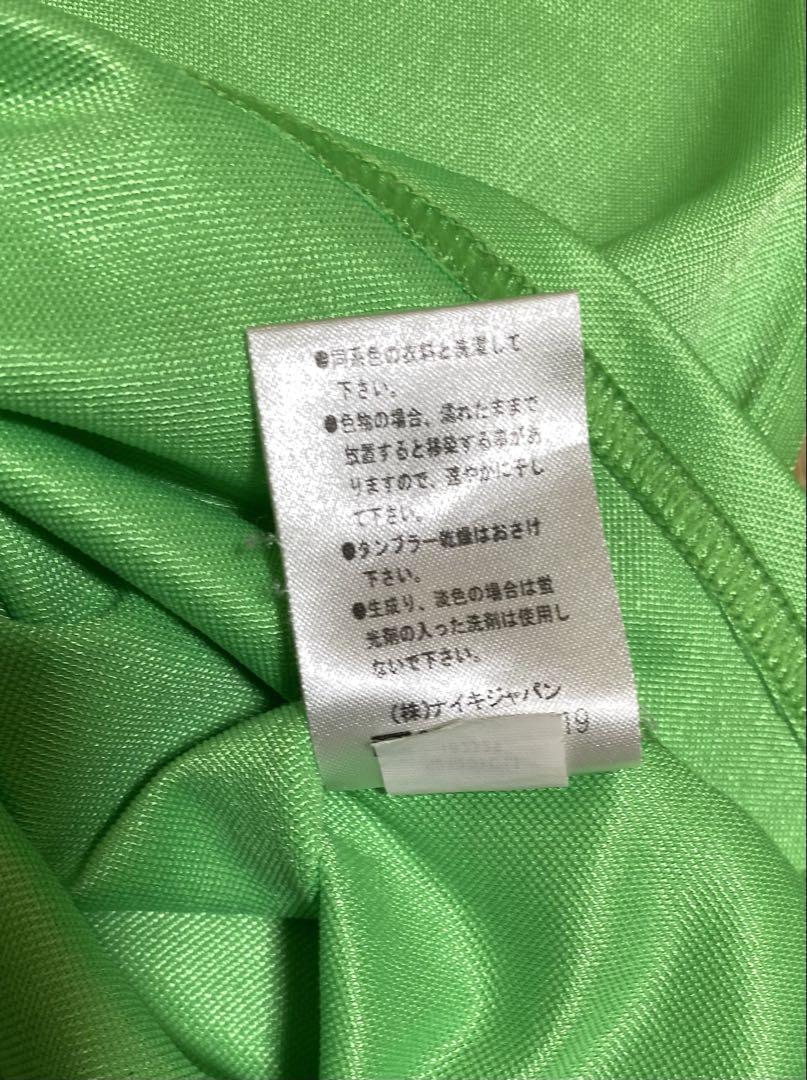 ●同系色の衣料と洗濯して
下さい。
●色物の場合、濡れたままで
放置すると移染する事があ
りますので、速やかに干し
て下さい。
●タンブラー乾燥はおさけ
下さい。
●生成り、淡色の場合は蛍
光剤の入った洗剤は使用し
ないで下さい。
(株)ナイキジャパン
19